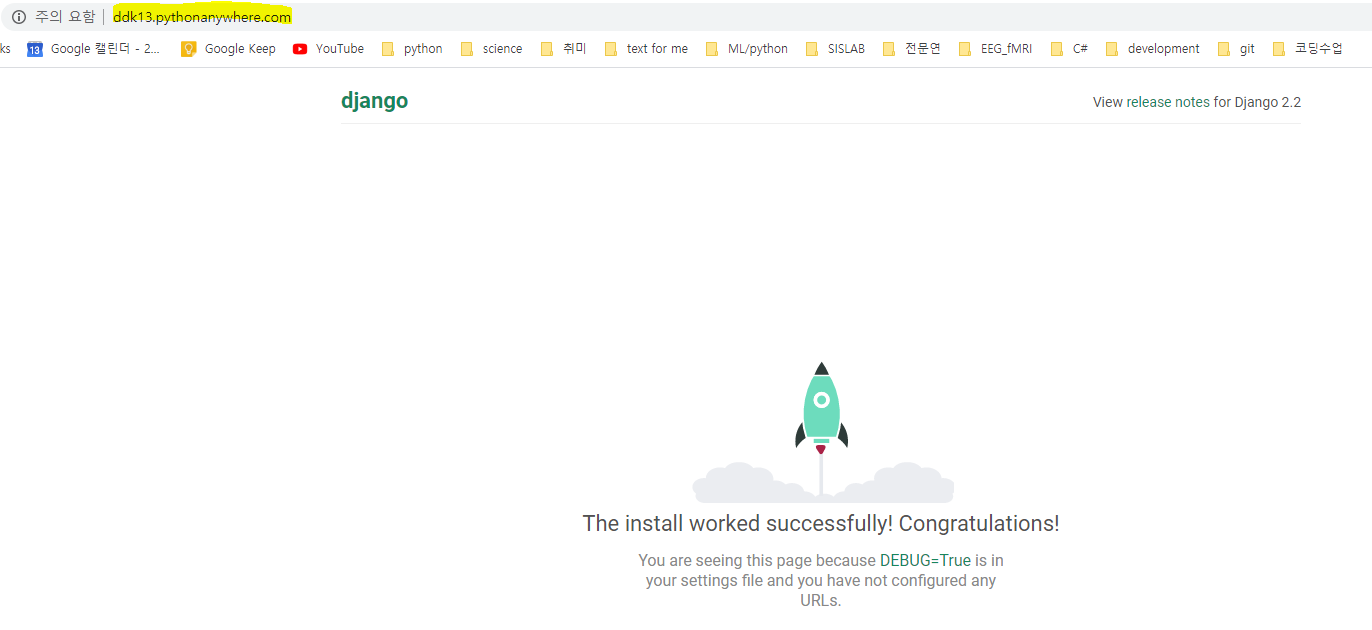 주의 요함 ddk13.pythonanywhere.com
ks 13 Google 캘린더 - 2... Google Keep YouTube python science 취미 text for me ML/python SISLAB 전문연 EEG_fMRI C# development git 코딩수업
django View release notes for Django 2.2
The install worked successfully! Congratulations!
You are seeing this page because DEBUG=True is in
your settings file and you have not configured any
URLs.